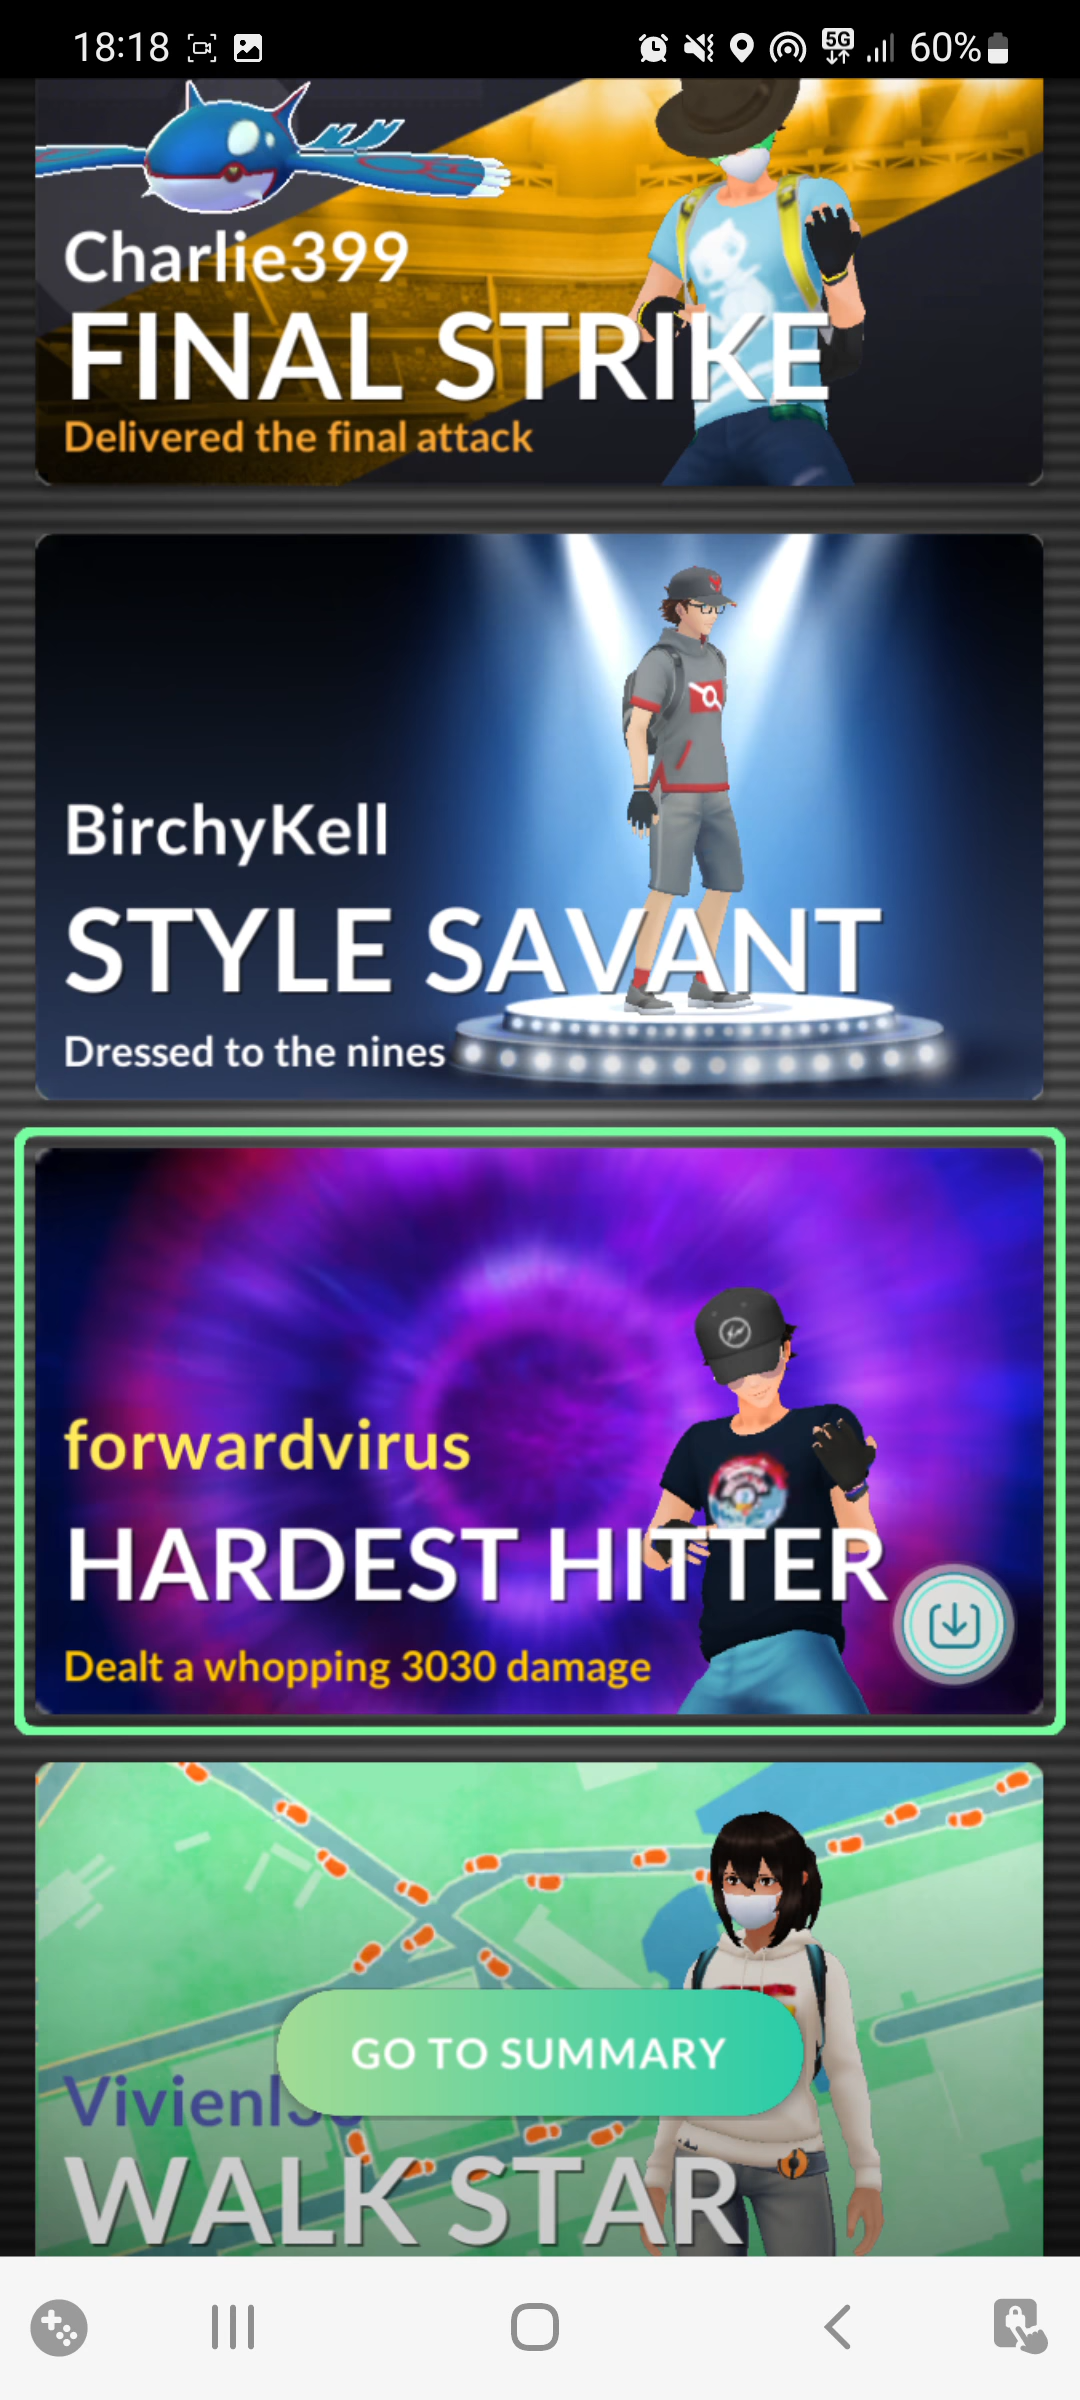 18:18
5G
60%
Charlie399
FINAL STRIKE
Delivered the final attack
BirchyKell
STYLE SAVANT
Dressed to the nines
forwardvirus
HARDEST HITTER
Dealt a whopping 3030 damage
GO TO SUMMARY
WALK STAR